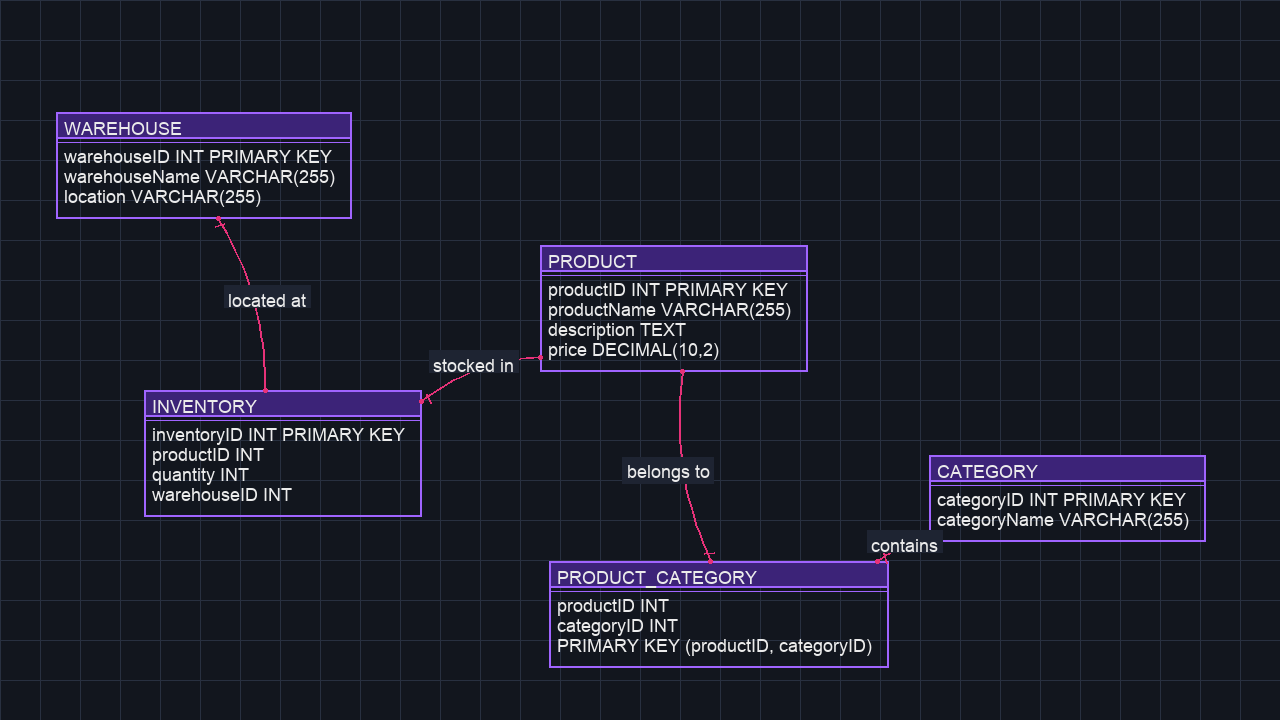 WAREHOUSE
warehouseID INT PRIMARY KEY
warehouseName VARCHAR(255)
location VARCHAR(255)
located at
PRODUCT
productID INT PRIMARY KEY
productName VARCHAR(255)
description TEXT
price DECIMAL(10,2)
stocked in
INVENTORY
inventoryID INT PRIMARY KEY
productID INT
quantity INT
warehouseID INT
belongs to
CATEGORY
categoryID INT PRIMARY KEY
categoryName VARCHAR(255)
contains
PRODUCT_CATEGORY
productID INT
categoryID INT
PRIMARY KEY (productID, categoryID)